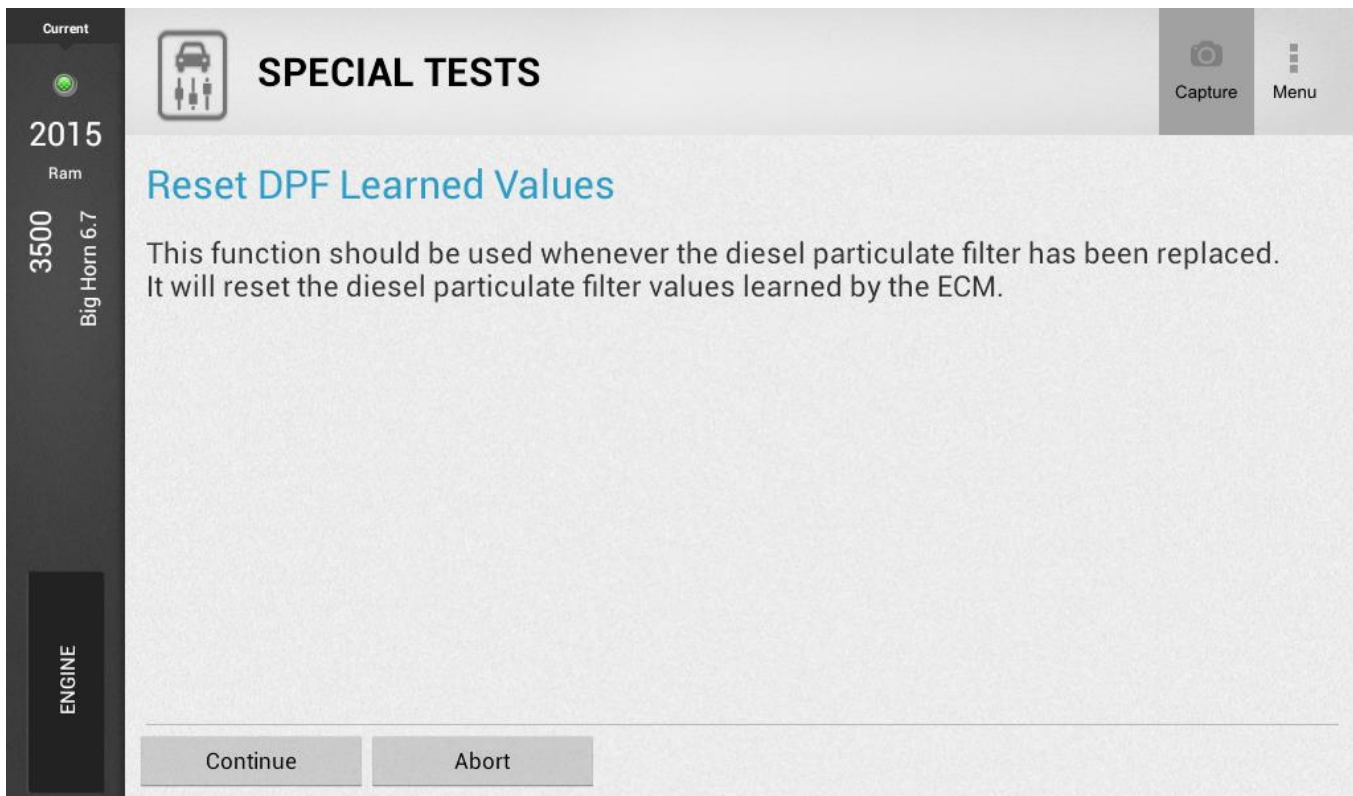 Current
2015
Ram
3500
Big Horn 6.7
ENGINE
SPECIAL TESTS
Capture
Menu
Reset DPF Learned Values
This function should be used whenever the diesel particulate filter has been replaced.
It will reset the diesel particulate filter values learned by the ECM.
Continue
Abort